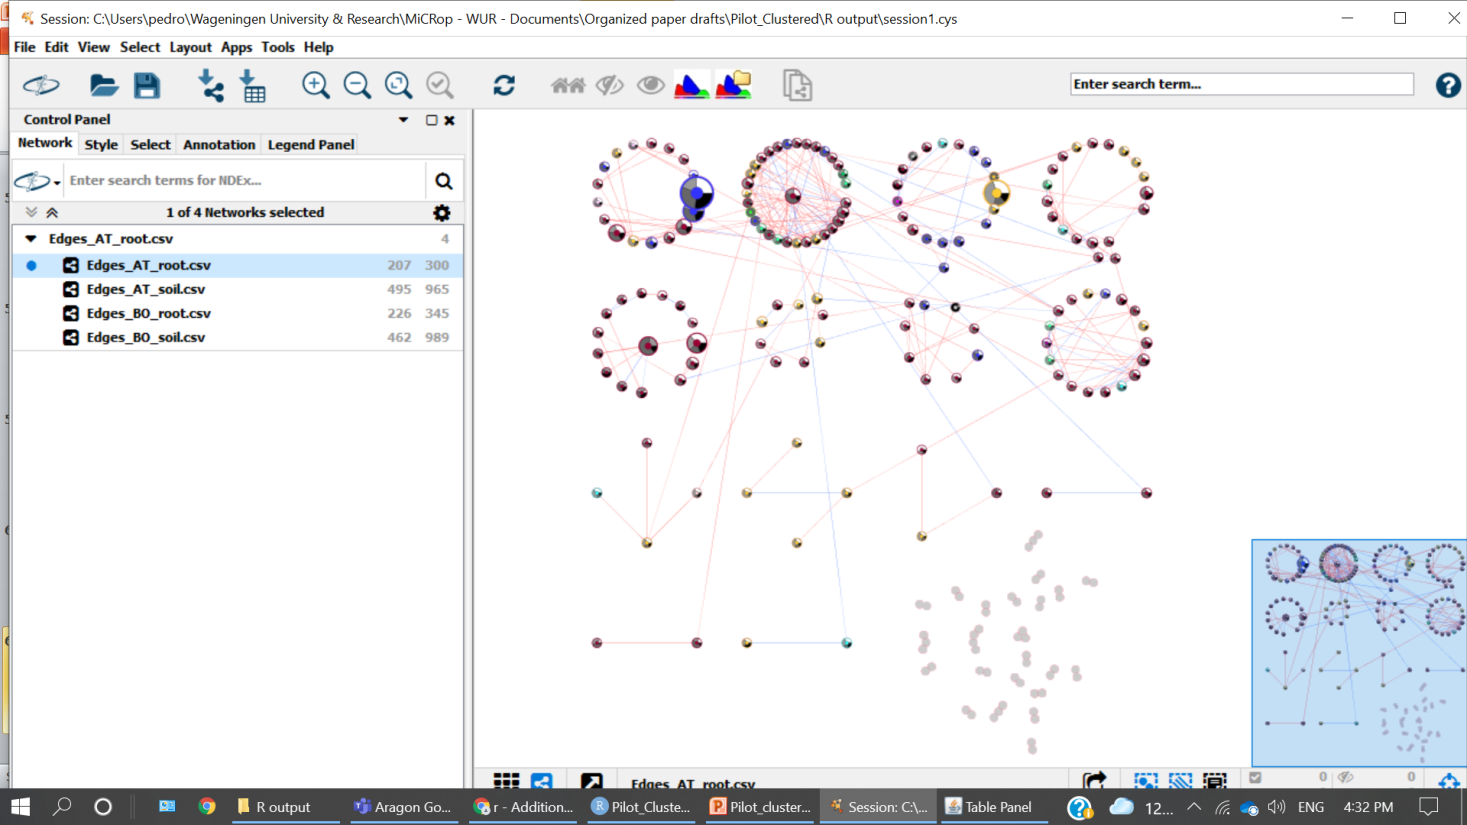 Session: C:\Users\pedro\Wageningen University & Research\MiCRop - WUR - Documents\Organized paper drafts\Pilot_Clustered\R output\session1.cys
File Edit View Select Layout Apps Tools Help
Enter search term...
Control Panel
Network Style Select Annotation Legend Panel
Enter search terms for NDEx...
1 of 4 Networks selected
Edges_AT_root.csv 4
Edges_AT_root.csv 207 300
Edges_AT_soil.csv 495 965
Edges_BO_root.csv 226 345
Edges_BO_soil.csv 462 989
Edges_AT_root.csv 0 0
R output
Aragon Go...
r - Addition...
Pilot_Cluste...
Pilot_cluster...
Session: C:\...
Table Panel
12...
ENG
4:32 PM